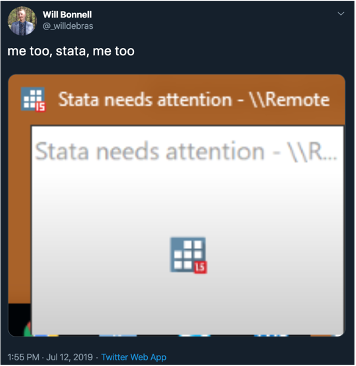 Will Bonnell
@_willdebras
me too, stata, me too
Stata needs attention - \\Remote
Stata needs attention - \\R...
1:55 PM · Jul 12, 2019 · Twitter Web App